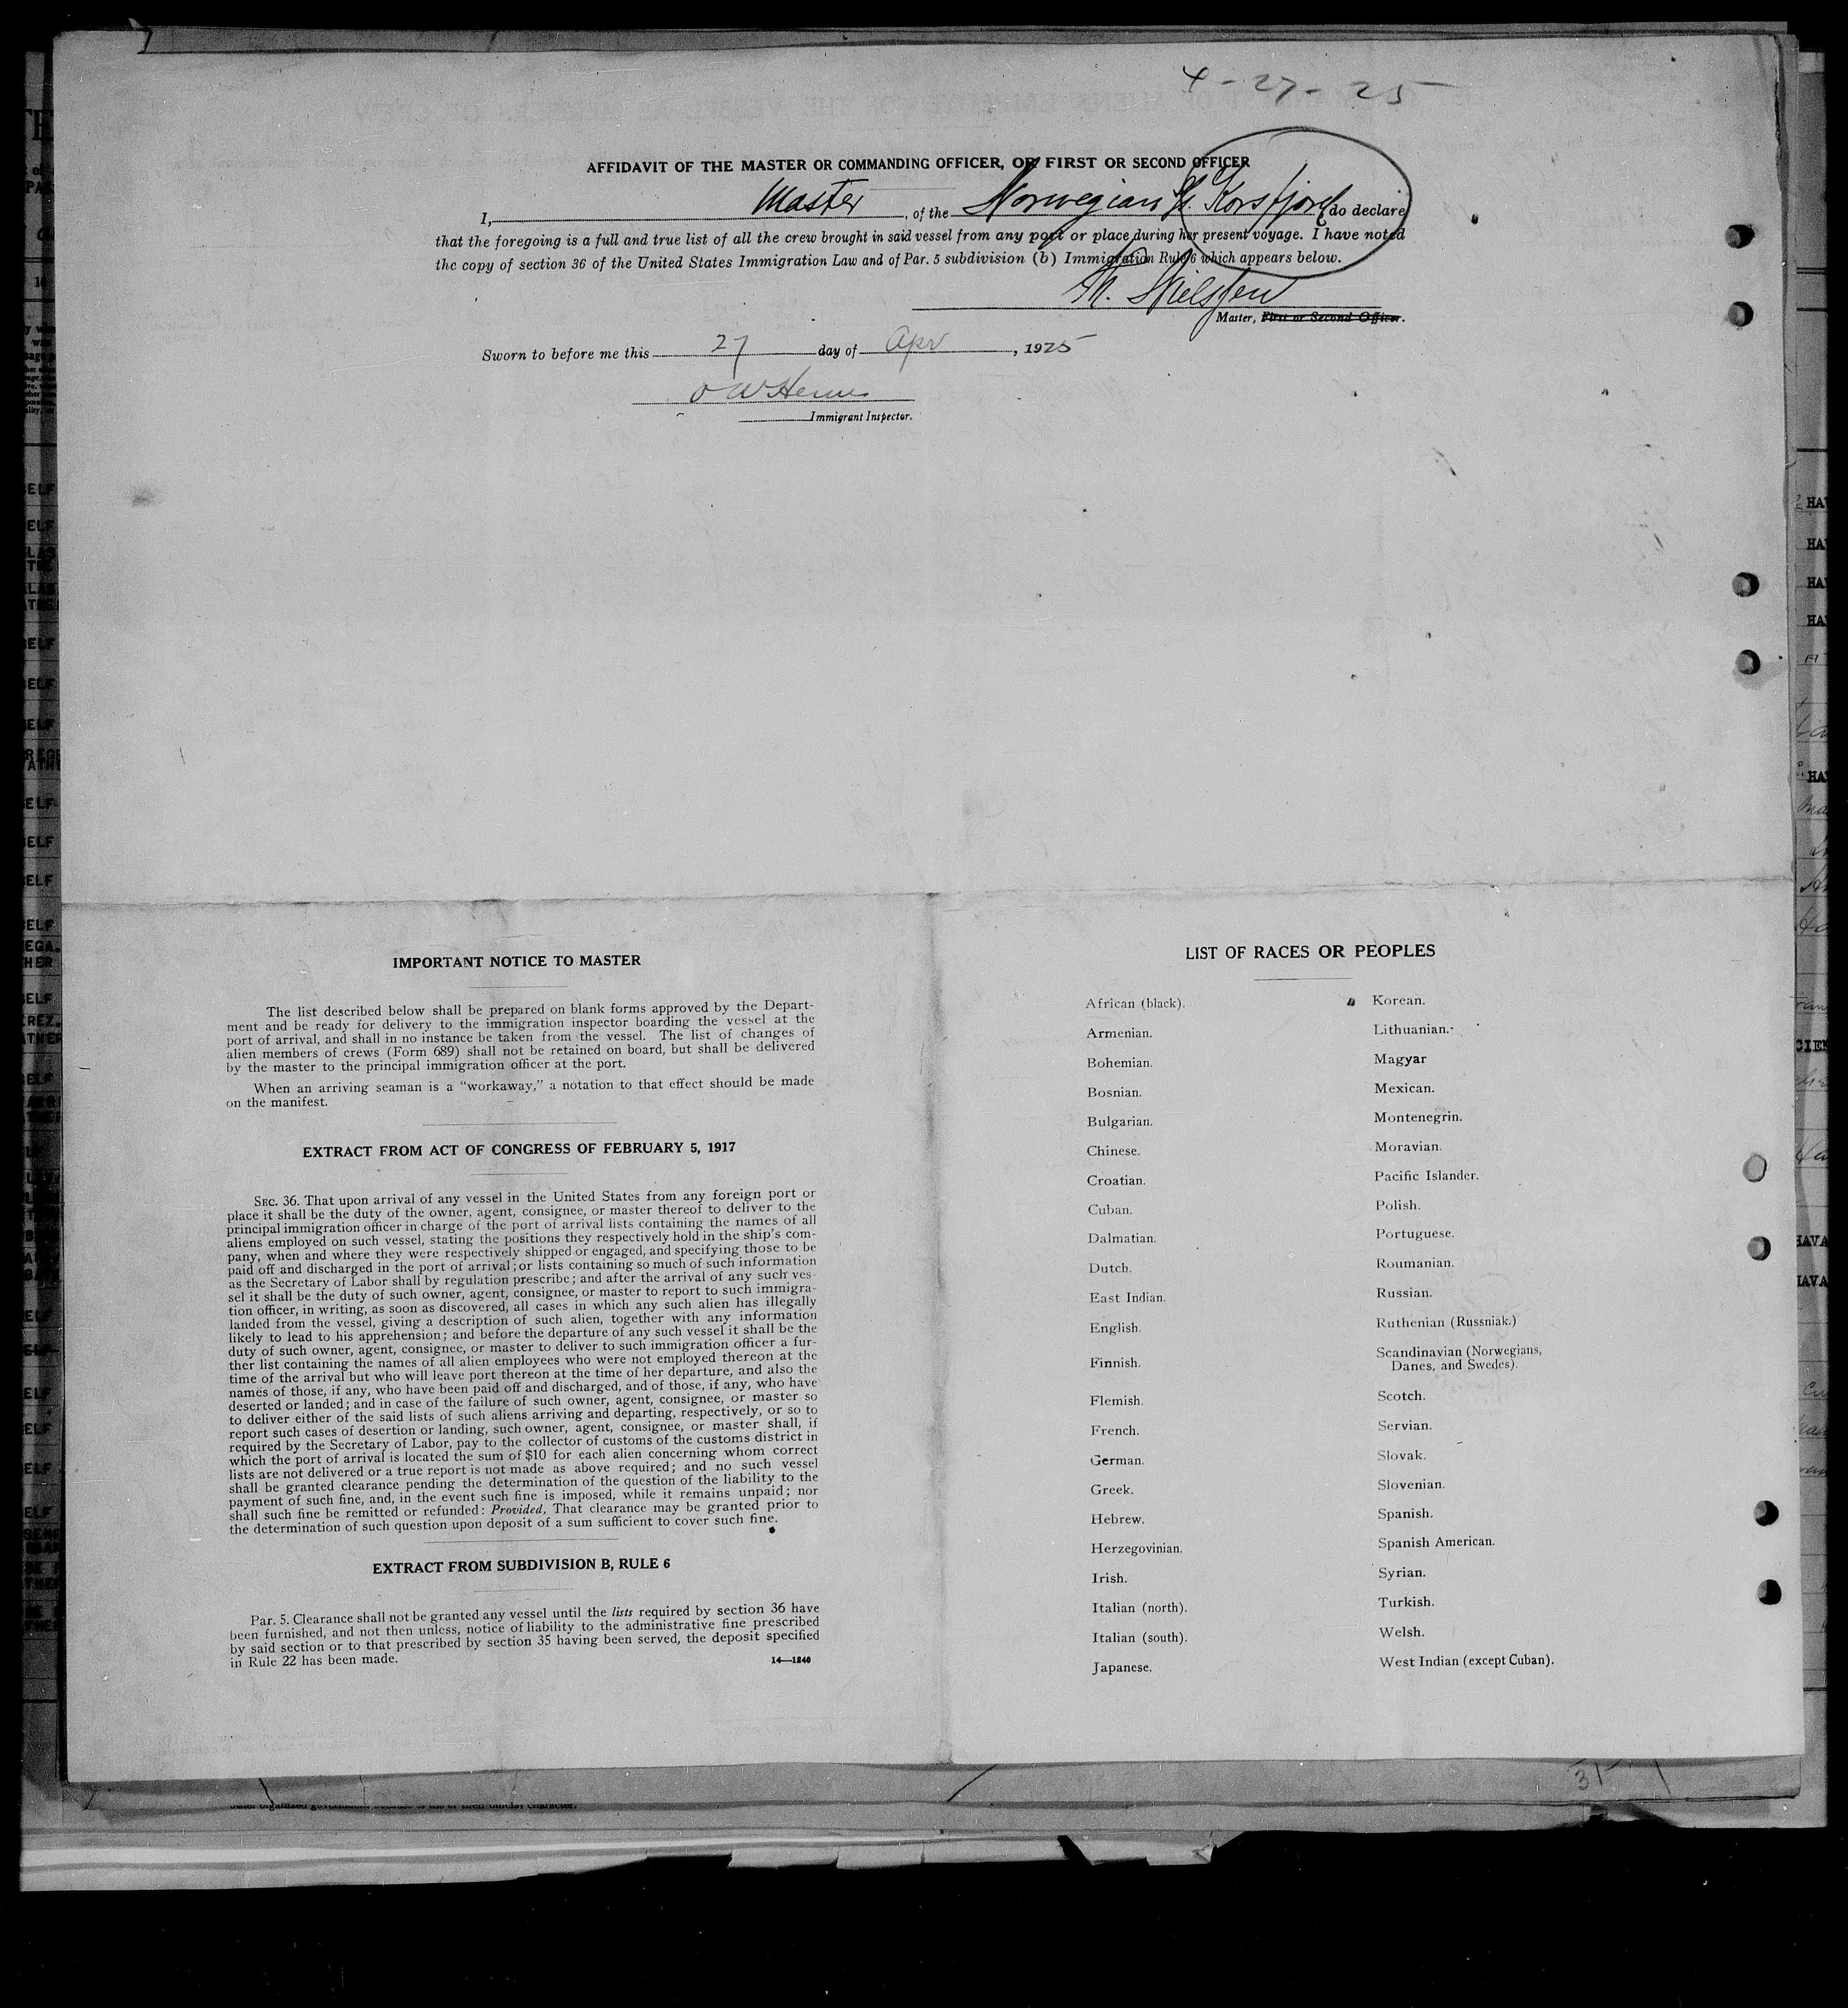 4-27-25
AFFIDAVIT OF THE MASTER OR COMMANDING OFFICER, OR FIRST OR SECOND OFFICER
I, Master, of the Norwegian Korsfjord do declare
that the foregoing is a full and true list of all the crew brought in said vessel from any port or place during her present voyage. I have noted
the copy of section 36 of the United States Immigration Law and of Par. 5 subdivision (b) Immigration Rule 6 which appears below.
Master, First or Second Officer.
Sworn to before me this 27 day of Apr, 1925
Immigrant Inspector.
IMPORTANT NOTICE TO MASTER
The list described below shall be prepared on blank forms approved by the Depart-
ment and be ready for delivery to the immigration inspector boarding the vessel at the
port of arrival, and shall in no instance be taken from the vessel. The list of changes of
alien members of crews (Form 689) shall not be retained on board, but shall be delivered
by the master to the principal immigration officer at the port.
When an arriving seaman is a "workaway," a notation to that effect should be made
on the manifest.
EXTRACT FROM ACT OF CONGRESS OF FEBRUARY 5, 1917
SEC. 36. That upon arrival of any vessel in the United States from any foreign port or
place it shall be the duty of the owner, agent, consignee, or master thereof to deliver to the
principal immigration officer in charge of the port of arrival lists containing the names of all
aliens employed on such vessel, stating the positions they respectively hold in the ship's com-
pany, when and where they were respectively shipped or engaged, and specifying those to be
paid off and discharged in the port of arrival; or lists containing so much of such information
as the Secretary of Labor shall by regulation prescribe; and after the arrival of any such ves-
sel it shall be the duty of such owner, agent, consignee, or master to report to such immigra-
tion officer, in writing, as soon as discovered, all cases in which any such alien has illegally
landed from the vessel, giving a description of such alien, together with any information
likely to lead to his apprehension; and before the departure of any such vessel it shall be the
duty of such owner, agent, consignee, or master to deliver to such immigration officer a fur-
ther list containing the names of all alien employees who were not employed thereon at the
time of the arrival but who will leave port thereon at the time of her departure, and also the
names of those, if any, who have been paid off and discharged, and of those, if any, who have
deserted or landed; and in case of the failure of such owner, agent, consignee, or master so
to deliver either of the said lists of such aliens arriving and departing, respectively, or so to
report such cases of desertion or landing, such owner, agent, consignee, or master shall, if
required by the Secretary of Labor, pay to the collector of customs of the customs district in
which the port of arrival is located the sum of $10 for each alien concerning whom correct
lists are not delivered or a true report is not made as above required; and no such vessel
shall be granted clearance pending the determination of the question of the liability to the
payment of such fine, and, in the event such fine is imposed, while it remains unpaid; nor
shall such fine be remitted or refunded: Provided, That clearance may be granted prior to
the determination of such question upon deposit of a sum sufficient to cover such fine.
EXTRACT FROM SUBDIVISION B, RULE 6
Par. 5. Clearance shall not be granted any vessel until the lists required by section 36 have
been furnished, and not then unless, notice of liability to the administrative fine prescribed
by said section or to that prescribed by section 35 having been served, the deposit specified
in Rule 22 has been made.
14—1240
LIST OF RACES OR PEOPLES
African (black).
Armenian.
Bohemian.
Bosnian.
Bulgarian.
Chinese.
Croatian.
Cuban.
Dalmatian.
Dutch.
East Indian.
English.
Finnish.
Flemish.
French.
German.
Greek.
Hebrew.
Herzegovinian.
Irish.
Italian (north).
Italian (south).
Japanese.
Korean.
Lithuanian.
Magyar
Mexican.
Montenegrin.
Moravian.
Pacific Islander.
Polish.
Portuguese.
Roumanian.
Russian.
Ruthenian (Russniak.)
Scandinavian (Norwegians,
Danes, and Swedes).
Scotch.
Servian.
Slovak.
Slovenian.
Spanish.
Spanish American.
Syrian.
Turkish.
Welsh.
West Indian (except Cuban).